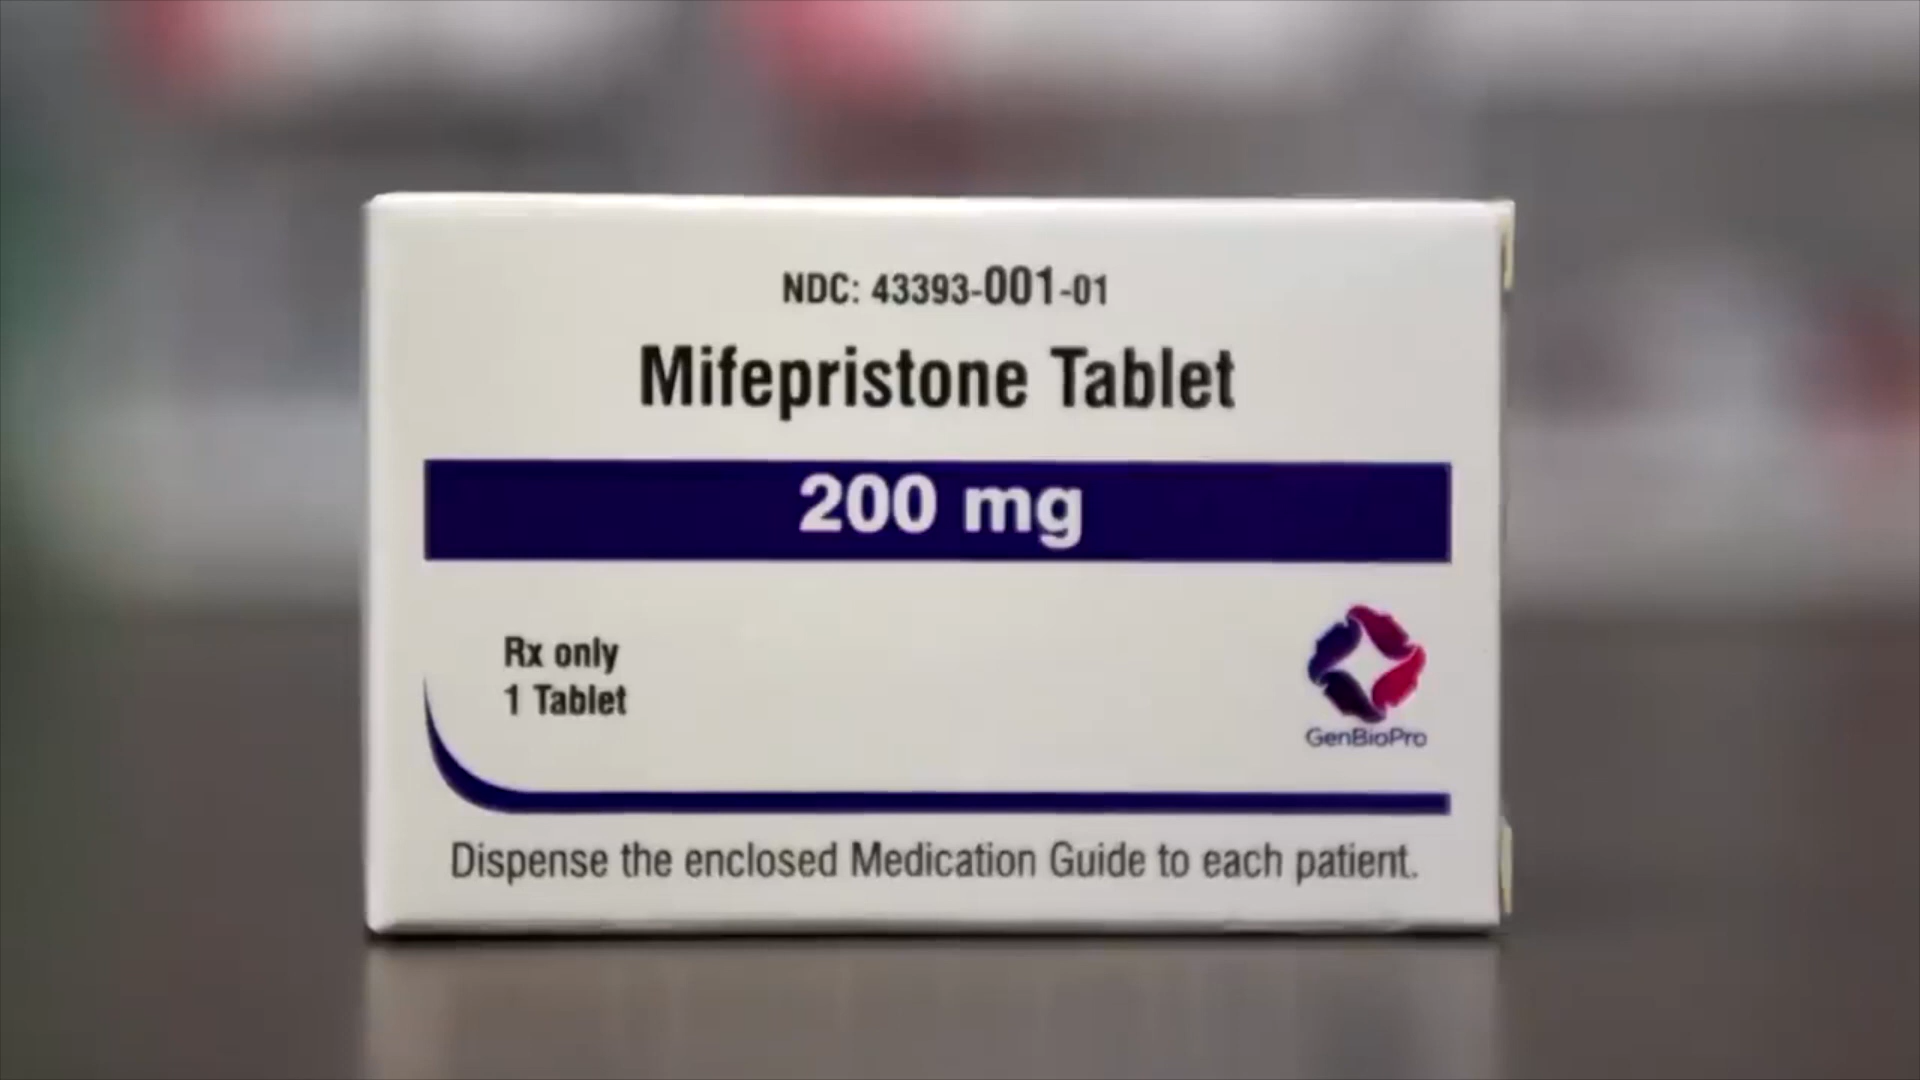 NDC: 43393-001-01
Mifepristone Tablet
200 mg
Rx only
1 Tablet
GenBioPro
Dispense the enclosed Medication Guide to each patient.